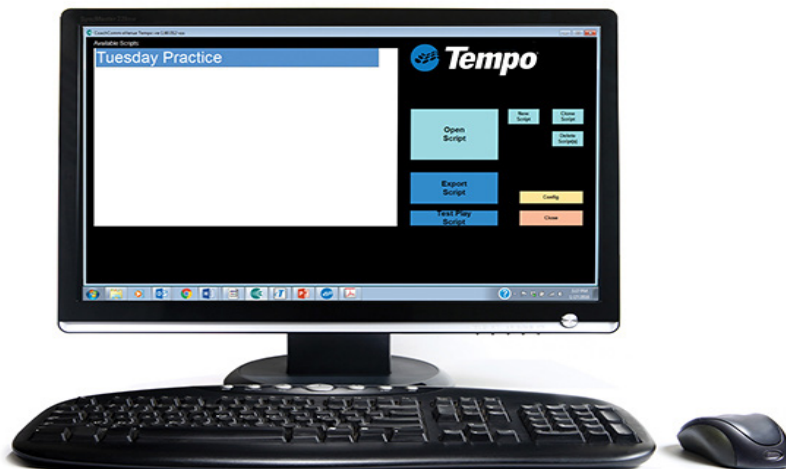 Available Scripts
Tuesday Practice
Tempo
Open
Script
New
Script
Clone
Script
Delete
Script(s)
Export
Script
Config
Test Play
Script
Close